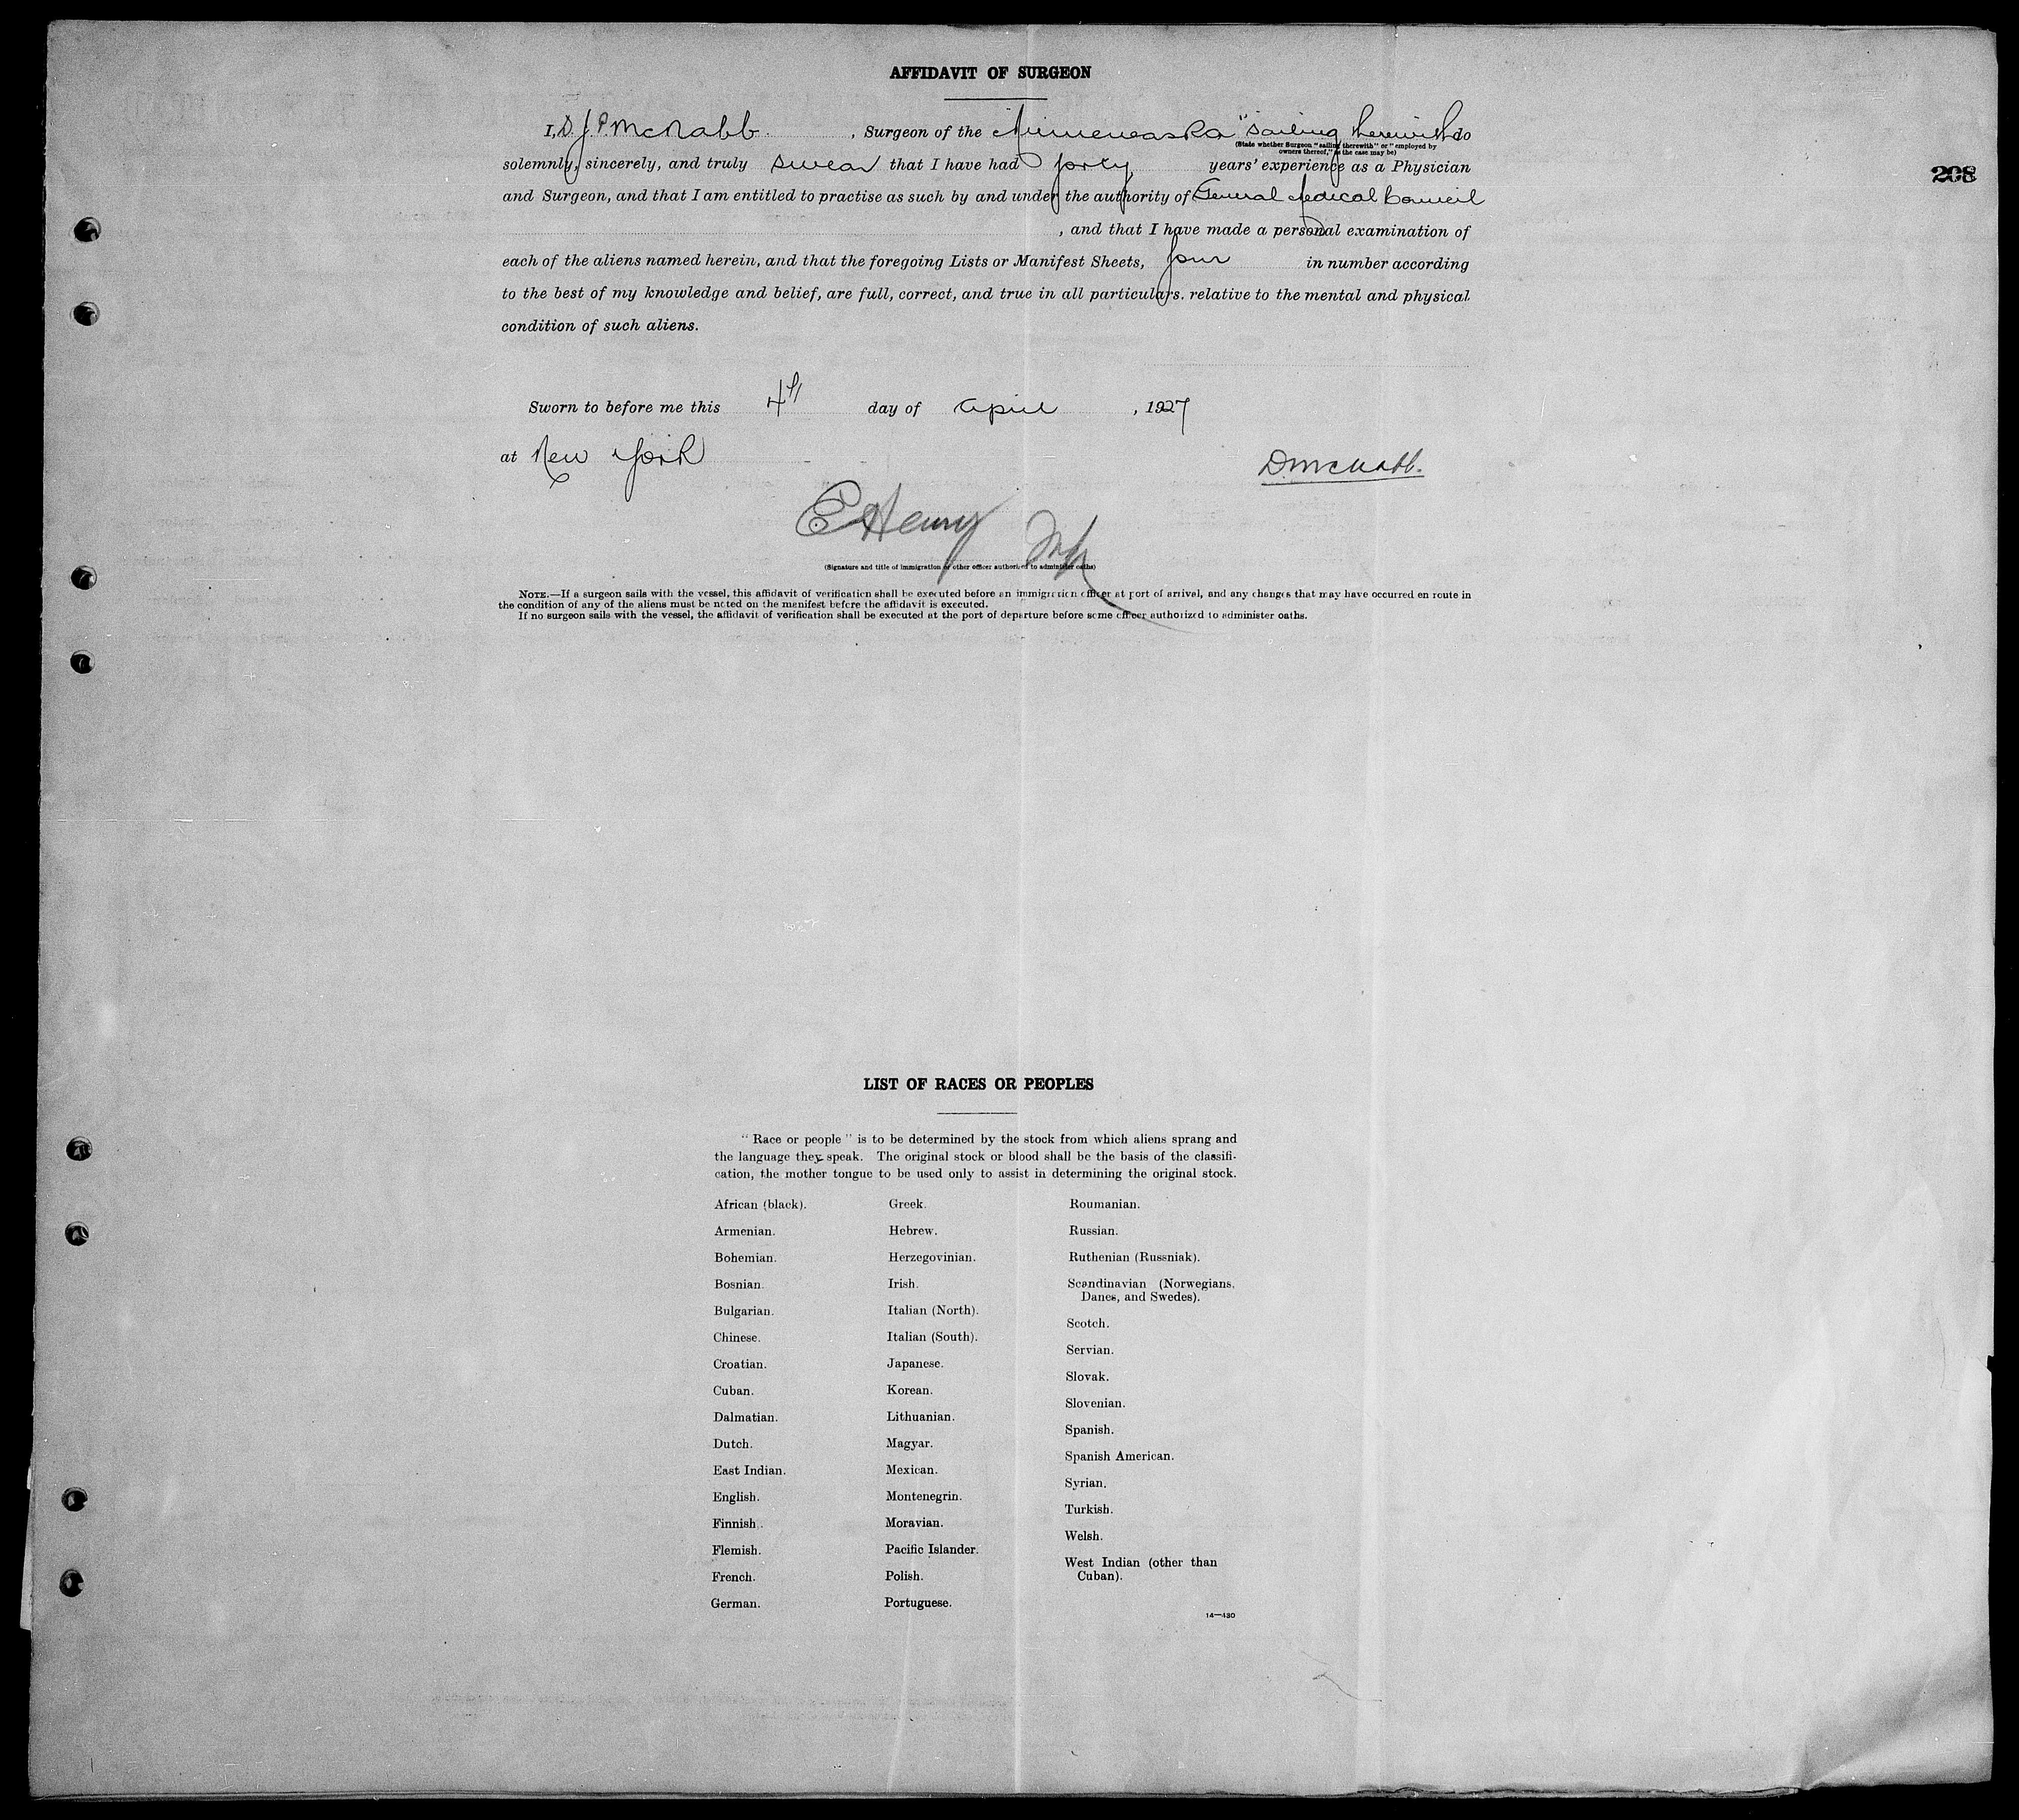 AFFIDAVIT OF SURGEON
I, D.J.P. McNabb. , Surgeon of the Minnewaska "sailing therewith do
(State whether Surgeon "sailing therewith" or "employed by
owners thereof," as the case may be)
solemnly, sincerely, and truly swear that I have had forty years' experience as a Physician
208
and Surgeon, and that I am entitled to practise as such by and under the authority of General Medical Council
, and that I have made a personal examination of
each of the aliens named herein, and that the foregoing Lists or Manifest Sheets, four in number according
to the best of my knowledge and belief, are full, correct, and true in all particulars. relative to the mental and physical
condition of such aliens.
Sworn to before me this 4th day of April , 1927
at New York
D McNabb.
E Henry
(Signature and title of immigration or other officer authorized to administer oaths)
NOTE.—If a surgeon sails with the vessel, this affidavit of verification shall be executed before an immigration officer at port of arrival, and any changes that may have occurred en route in
the condition of any of the aliens must be noted on the manifest before the affidavit is executed.
If no surgeon sails with the vessel, the affidavit of verification shall be executed at the port of departure before some officer authorized to administer oaths.
LIST OF RACES OR PEOPLES
"Race or people" is to be determined by the stock from which aliens sprang and
the language they speak. The original stock or blood shall be the basis of the classifi-
cation, the mother tongue to be used only to assist in determining the original stock.
African (black).
Armenian.
Bohemian.
Bosnian.
Bulgarian.
Chinese.
Croatian.
Cuban.
Dalmatian.
Dutch.
East Indian.
English.
Finnish.
Flemish.
French.
German.
Greek.
Hebrew.
Herzegovinian.
Irish.
Italian (North).
Italian (South).
Japanese.
Korean.
Lithuanian.
Magyar.
Mexican.
Montenegrin.
Moravian.
Pacific Islander.
Polish.
Portuguese.
Roumanian.
Russian.
Ruthenian (Russniak).
Scandinavian (Norwegians,
Danes, and Swedes).
Scotch.
Servian.
Slovak.
Slovenian.
Spanish.
Spanish American.
Syrian.
Turkish.
Welsh.
West Indian (other than
Cuban).
14—430